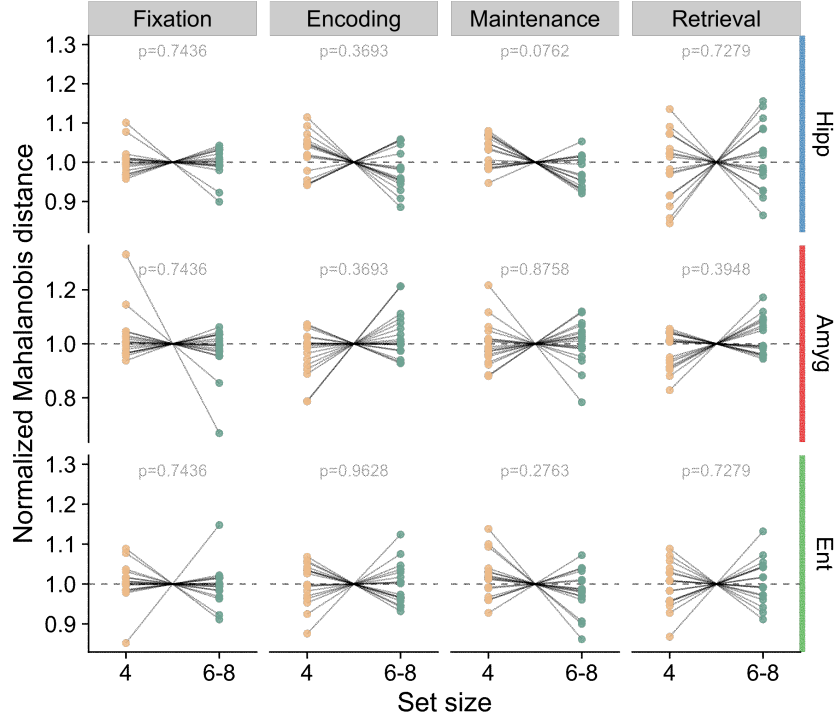 Fixation Encoding Maintenance Retrieval
1.3 p=0.7436 p=0.3693 p=0.0762 p=0.7279
1.2
1.1
1.0
0.9
Hipp
p=0.7436 p=0.3693 p=0.8758 p=0.3948
1.2
1.0
0.8
Amyg
1.3 p=0.7436 p=0.9628 p=0.2763 p=0.7279
1.2
1.1
1.0
0.9
Ent
4 6-8 4 6-8 4 6-8 4 6-8
Set size
Normalized Mahalanobis distance